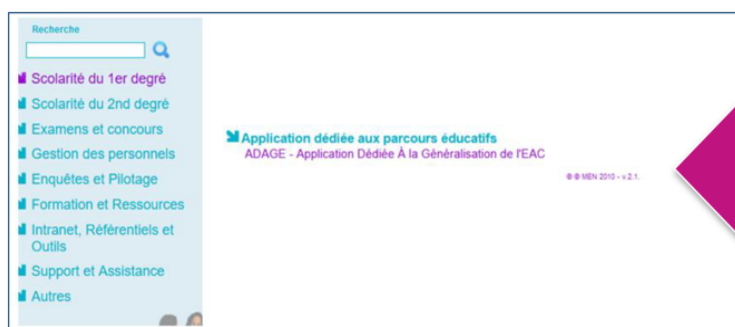 Recherche
Scolarité du 1er degré
Scolarité du 2nd degré
Examens et concours
Gestion des personnels
Enquêtes et Pilotage
Formation et Ressources
Intranet, Référentiels et
Outils
Support et Assistance
Autres
Application dédiée aux parcours éducatifs
ADAGE - Application Dédiée À la Généralisation de l'EAC
MEN 2010 - v.2.1.